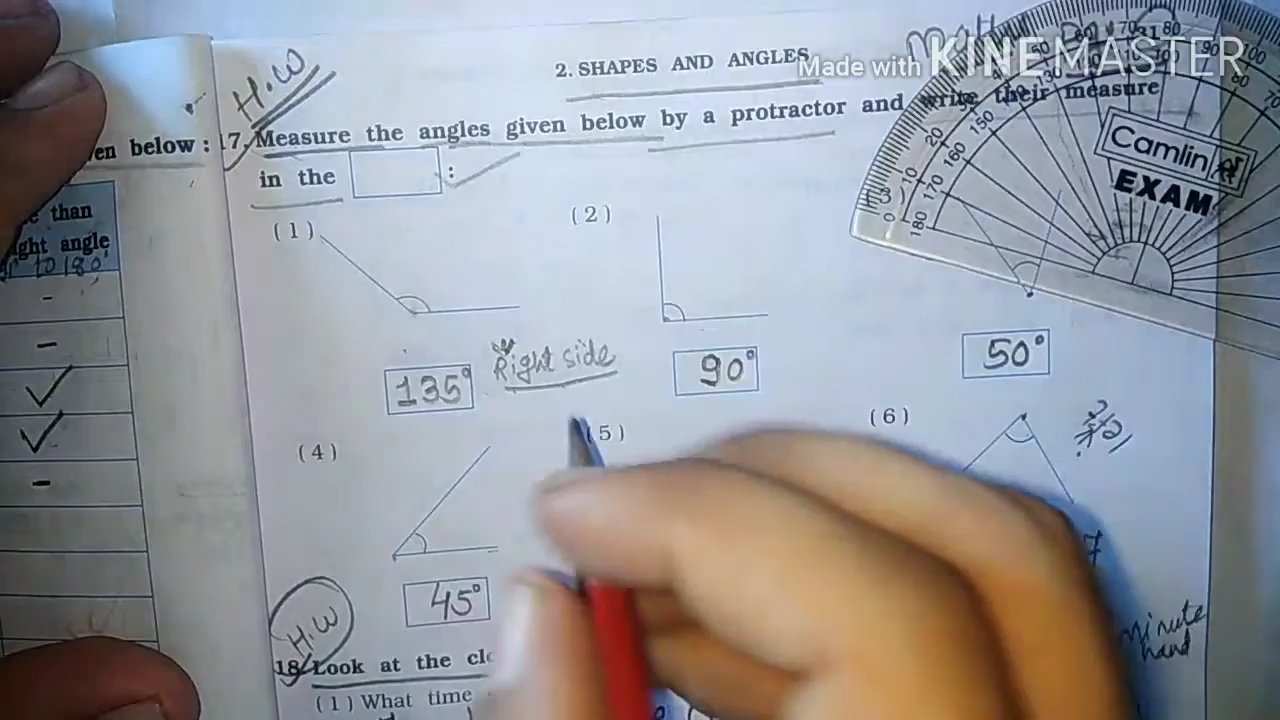 Made with KINEMASTER
2. SHAPES AND ANGLES
H.W
ven below :
17. Measure the angles given below by a protractor and write their measure
in the :
than
ght angle
to 180°
-
-
-
(1)
(2)
135°
Right side
90°
50°
(4)
(5)
(6)
45°
Camlin
EXAM
H.W
18. Look at the clo
(1) What time
minute
hand